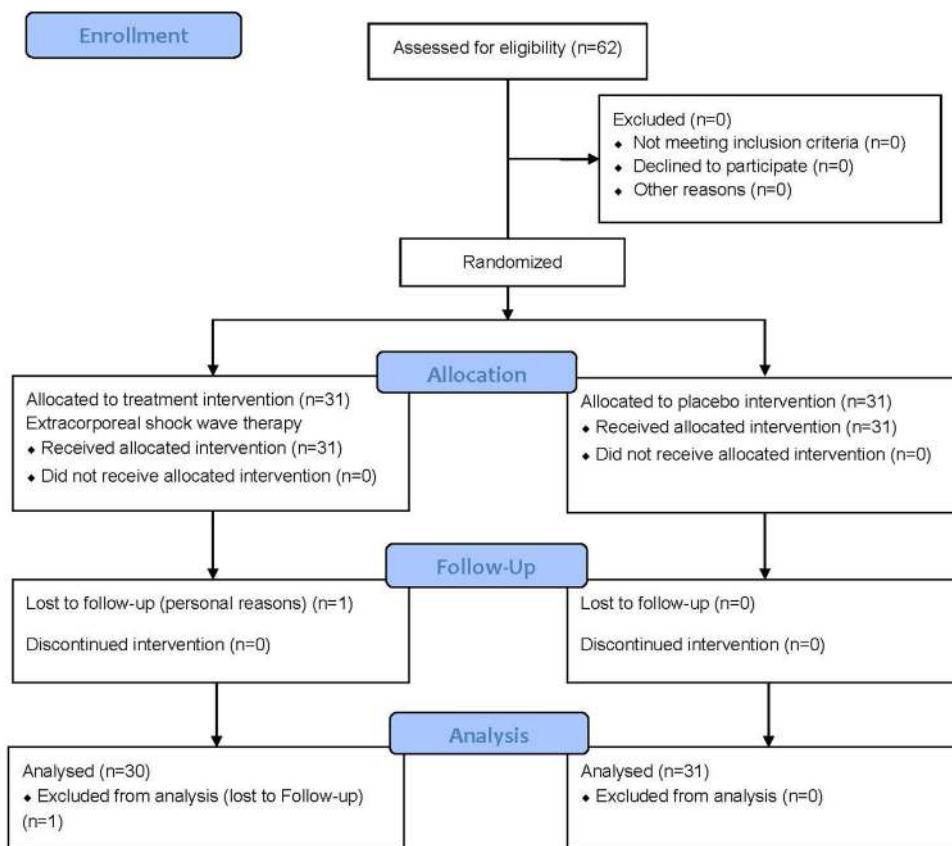 Enrollment
Assessed for eligibility (n=62)
Excluded (n=0)
◆ Not meeting inclusion criteria (n=0)
◆ Declined to participate (n=0)
◆ Other reasons (n=0)
Randomized
Allocation
Allocated to treatment intervention (n=31)
Extracorporeal shock wave therapy
◆ Received allocated intervention (n=31)
◆ Did not receive allocated intervention (n=0)
Allocated to placebo intervention (n=31)
◆ Received allocated intervention (n=31)
◆ Did not receive allocated intervention (n=0)
Follow-Up
Lost to follow-up (personal reasons) (n=1)
Discontinued intervention (n=0)
Lost to follow-up (n=0)
Discontinued intervention (n=0)
Analysis
Analysed (n=30)
◆ Excluded from analysis (lost to Follow-up)
(n=1)
Analysed (n=31)
◆ Excluded from analysis (n=0)